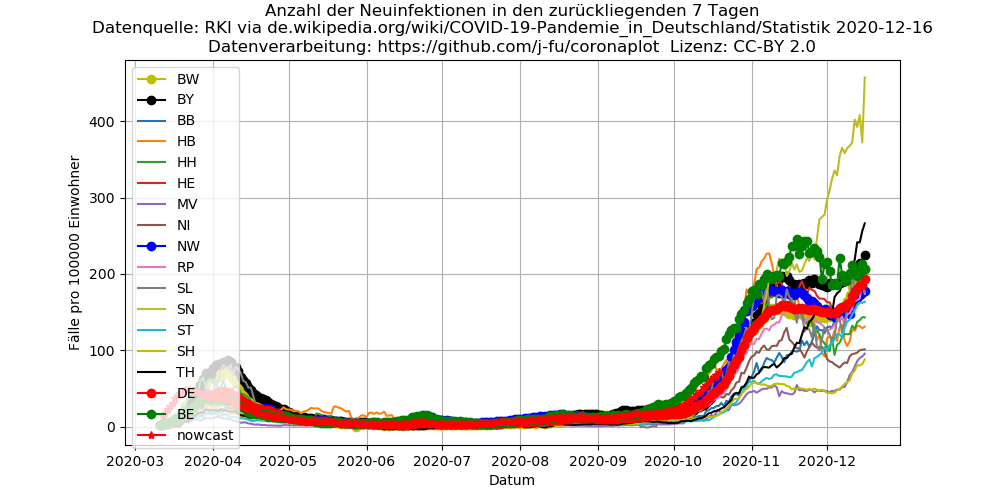 Anzahl der Neuinfektionen in den zurückliegenden 7 Tagen
Datenquelle: RKI via de.wikipedia.org/wiki/COVID-19-Pandemie_in_Deutschland/Statistik 2020-12-16
Datenverarbeitung: https://github.com/j-fu/coronaplot Lizenz: CC-BY 2.0
Fälle pro 100000 Einwohner
400
300
200
100
0
BW
BY
BB
HB
HH
HE
MV
NI
NW
RP
SL
SN
ST
SH
TH
DE
BE
nowcast
2020-03 2020-04 2020-05 2020-06 2020-07 2020-08 2020-09 2020-10 2020-11 2020-12
Datum